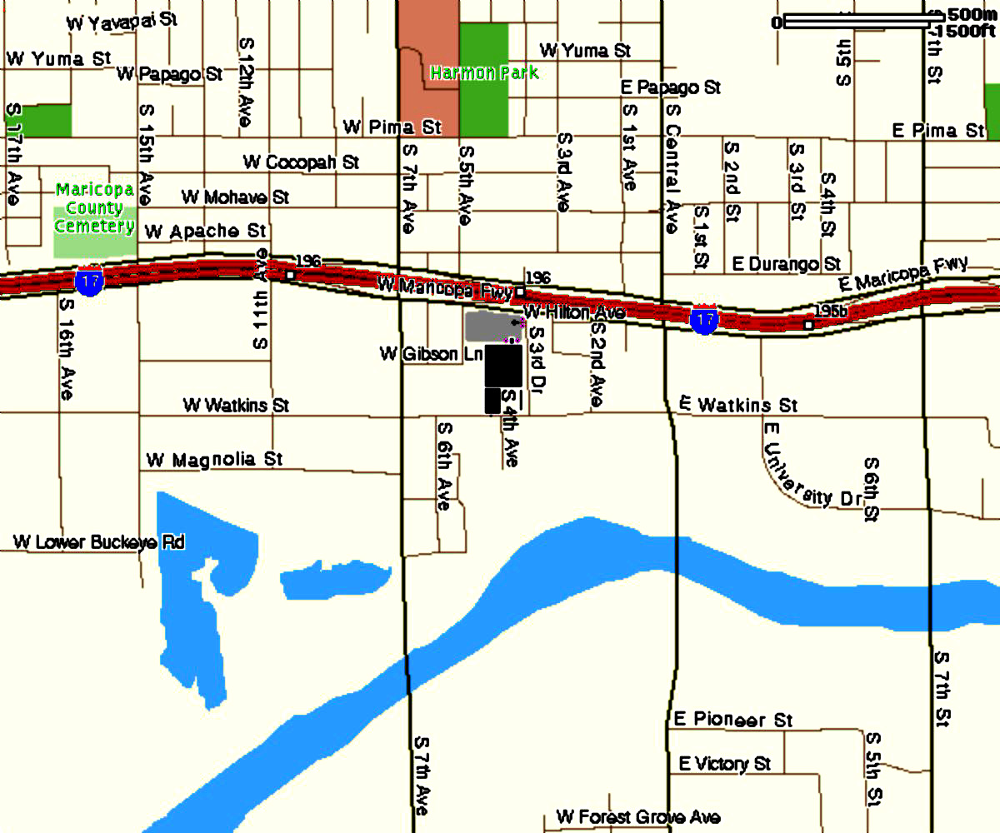 W Yavapai St
0
500m
1500ft
W Yuma St
W Papago St
S 12th Ave
Harmon Park
W Yuma St
E Papago St
S 5th
7th St
S 17th Ave
S 15th Ave
W Pima St
E Pima St
W Cocopah St
S 7th Ave
S 5th Ave
S 3rd Ave
S 1st Ave
S Central Ave
S 2nd St
S 3rd St
S 4th St
Maricopa
County
Cemetery
W Mohave St
W Apache St
S 1st St
E Durango St
E Maricopa Fwy
17
196
S 11th Ave
W Maricopa Fwy
196
W Hilton Ave
17
195b
S 16th Ave
W Gibson Ln
S 3rd Dr
S 2nd Ave
W Watkins St
S 4th Ave
E Watkins St
S 6th Ave
W Magnolia St
E University Dr
S 6th St
W Lower Buckeye Rd
S 7th St
E Pioneer St
S 7th Ave
E Victory St
S 5th St
W Forest Grove Ave